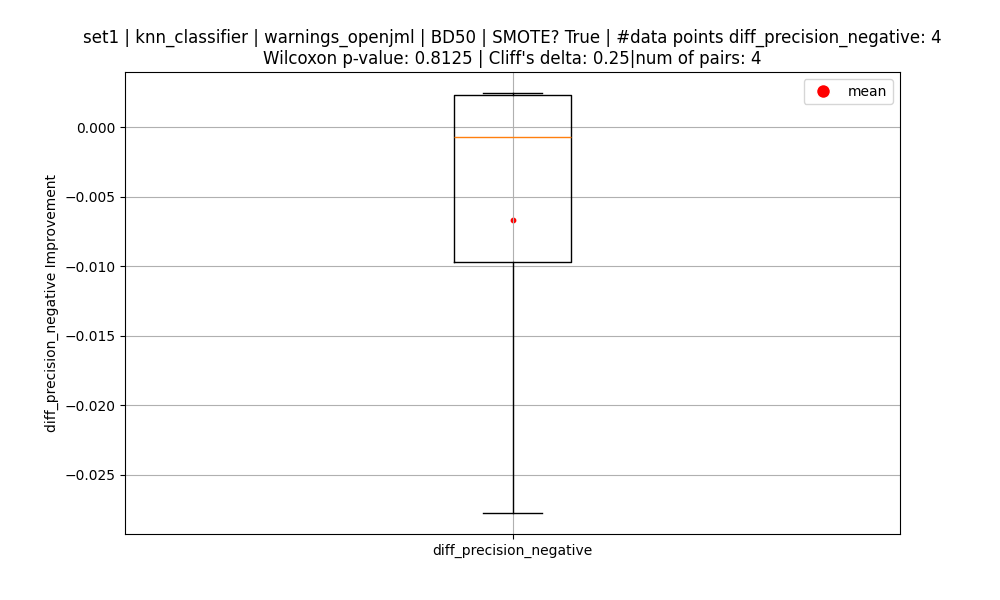 set1 | knn_classifier | warnings_openjml | BD50 | SMOTE? True | #data points diff_precision_negative: 4
Wilcoxon p-value: 0.8125 | Cliff's delta: 0.25|num of pairs: 4
mean
0.000
−0.005
−0.010
−0.015
−0.020
−0.025
diff_precision_negative Improvement
diff_precision_negative